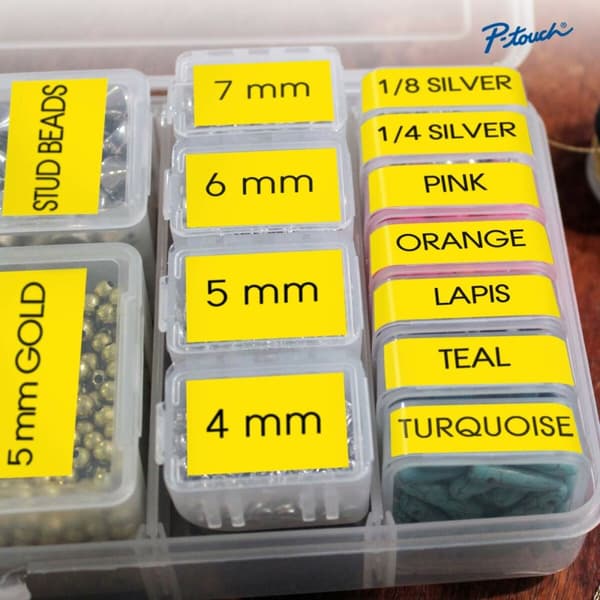 P-touch®
STUD BEADS
5 mm GOLD
7 mm
6 mm
5 mm
4 mm
1/8 SILVER
1/4 SILVER
PINK
ORANGE
LAPIS
TEAL
TURQUOISE